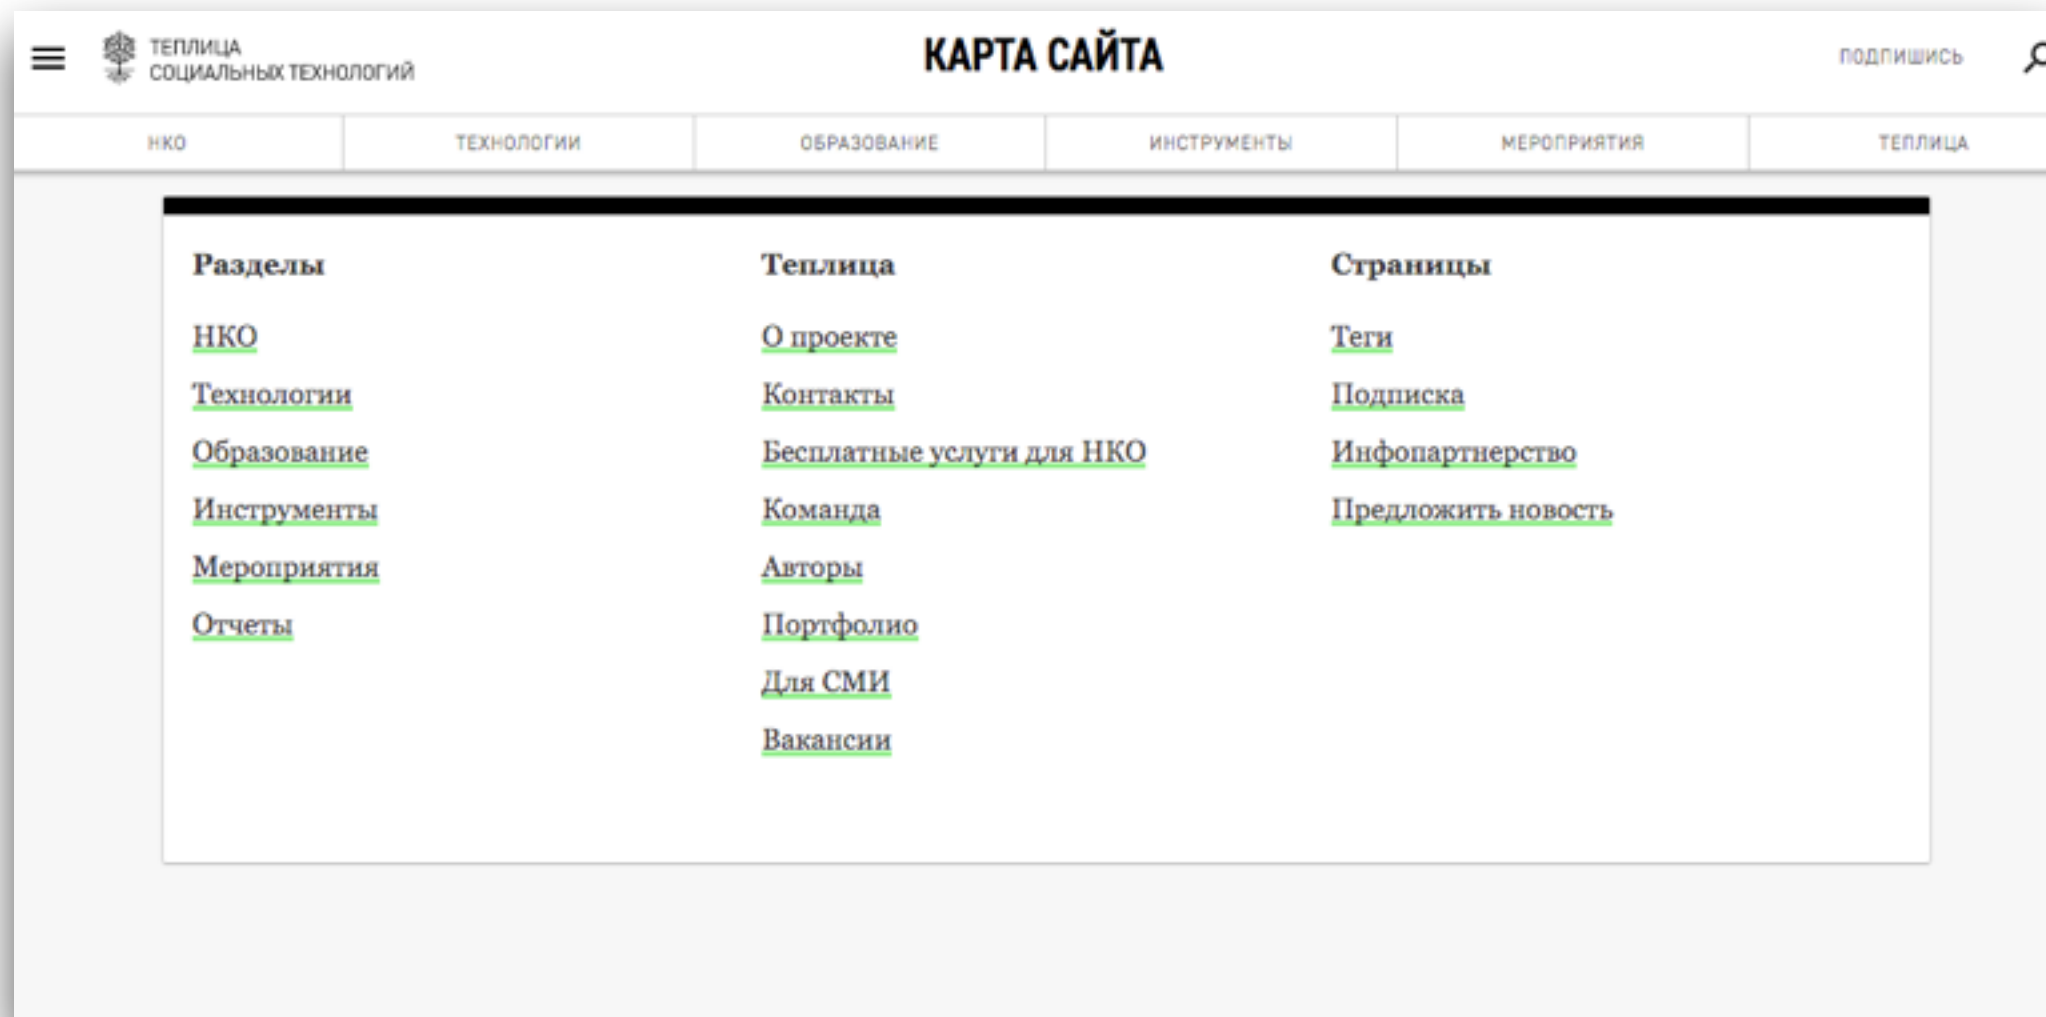 ТЕПЛИЦА
СОЦИАЛЬНЫХ ТЕХНОЛОГИЙ
КАРТА САЙТА
ПОДПИШИСЬ
НКО
ТЕХНОЛОГИИ
ОБРАЗОВАНИЕ
ИНСТРУМЕНТЫ
МЕРОПРИЯТИЯ
ТЕПЛИЦА
Разделы
НКО
Технологии
Образование
Инструменты
Мероприятия
Отчеты
Теплица
О проекте
Контакты
Бесплатные услуги для НКО
Команда
Авторы
Портфолио
Для СМИ
Вакансии
Страницы
Теги
Подписка
Инфопартнерство
Предложить новость